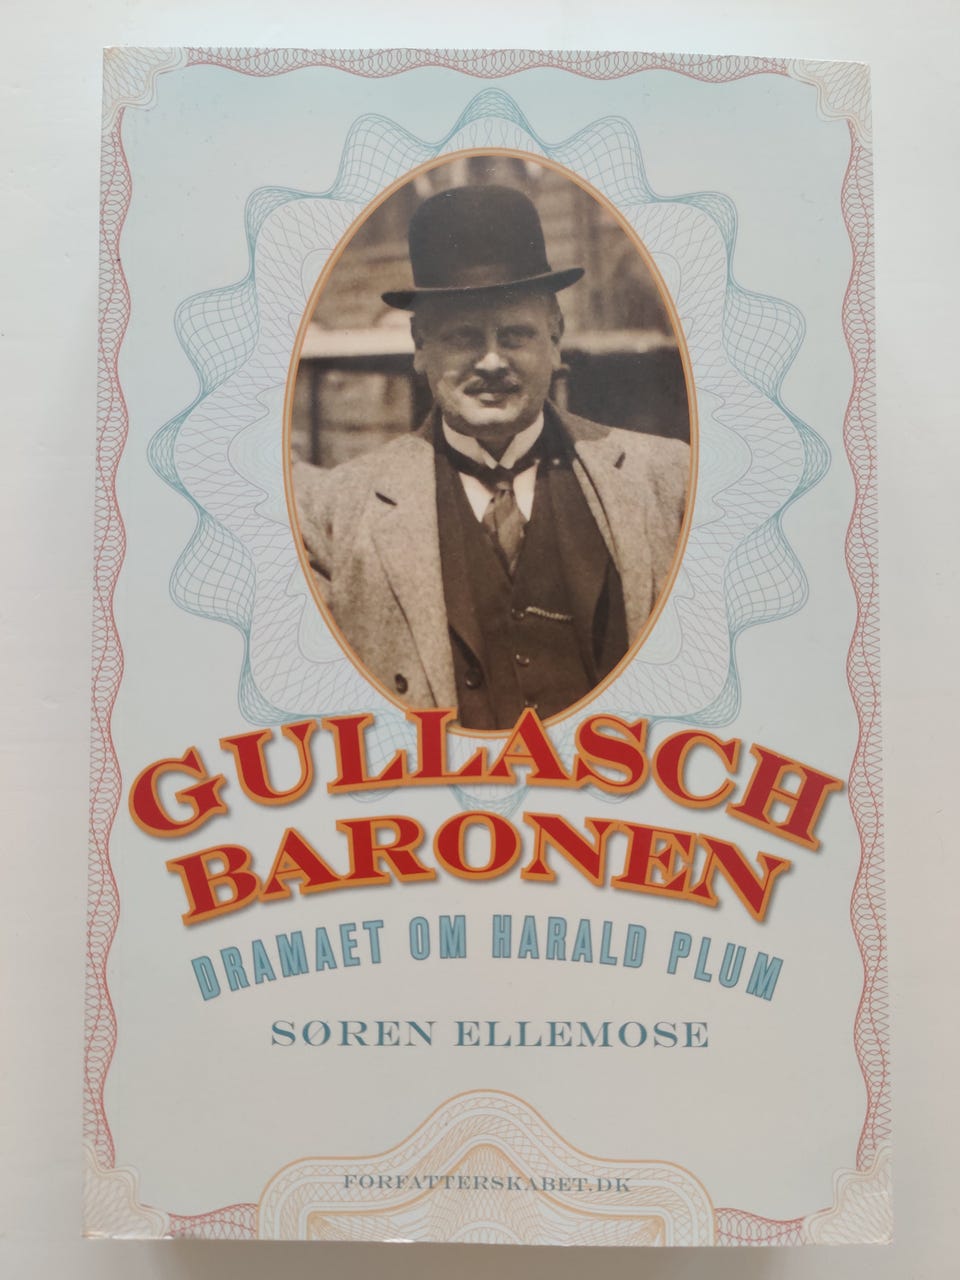 GULLASCH
BARONEN
DRAMAET OM HARALD PLUM
SØREN ELLEMOSE
FORFATTERSKABET.DK